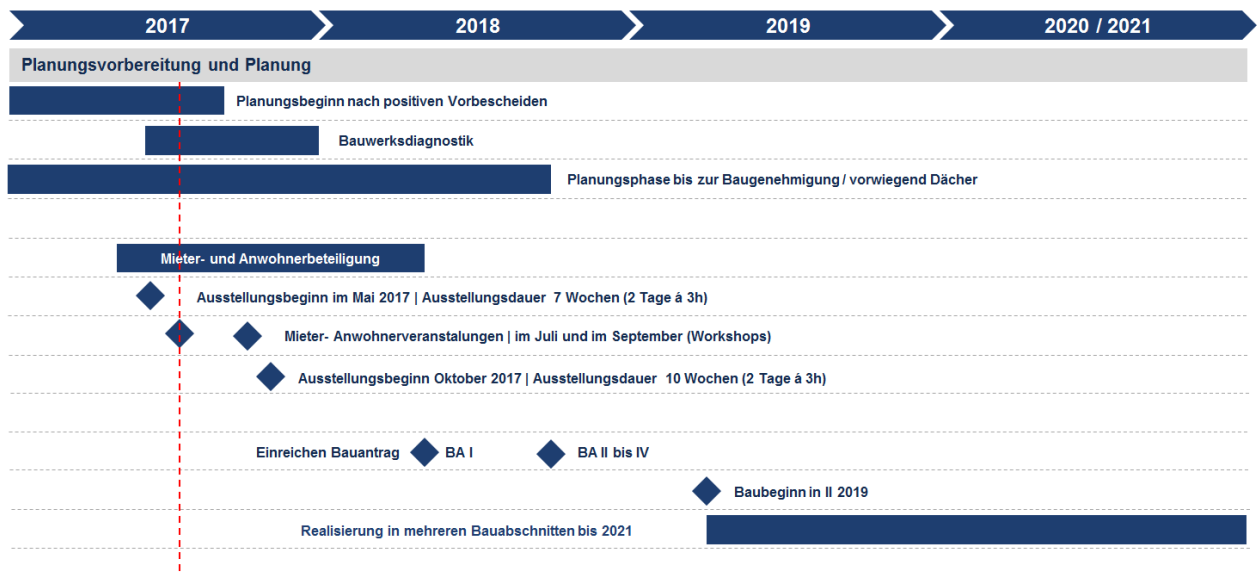 2017 2018 2019 2020 / 2021
Planungsvorbereitung und Planung
Planungsbeginn nach positiven Vorbescheiden
Bauwerksdiagnostik
Planungsphase bis zur Baugenehmigung / vorwiegend Dächer
Mieter- und Anwohnerbeteiligung
Ausstellungsbeginn im Mai 2017 | Ausstellungsdauer 7 Wochen (2 Tage á 3h)
Mieter- Anwohnerveranstalungen | im Juli und im September (Workshops)
Ausstellungsbeginn Oktober 2017 | Ausstellungsdauer 10 Wochen (2 Tage á 3h)
Einreichen Bauantrag BA I BA II bis IV
Baubeginn in II 2019
Realisierung in mehreren Bauabschnitten bis 2021